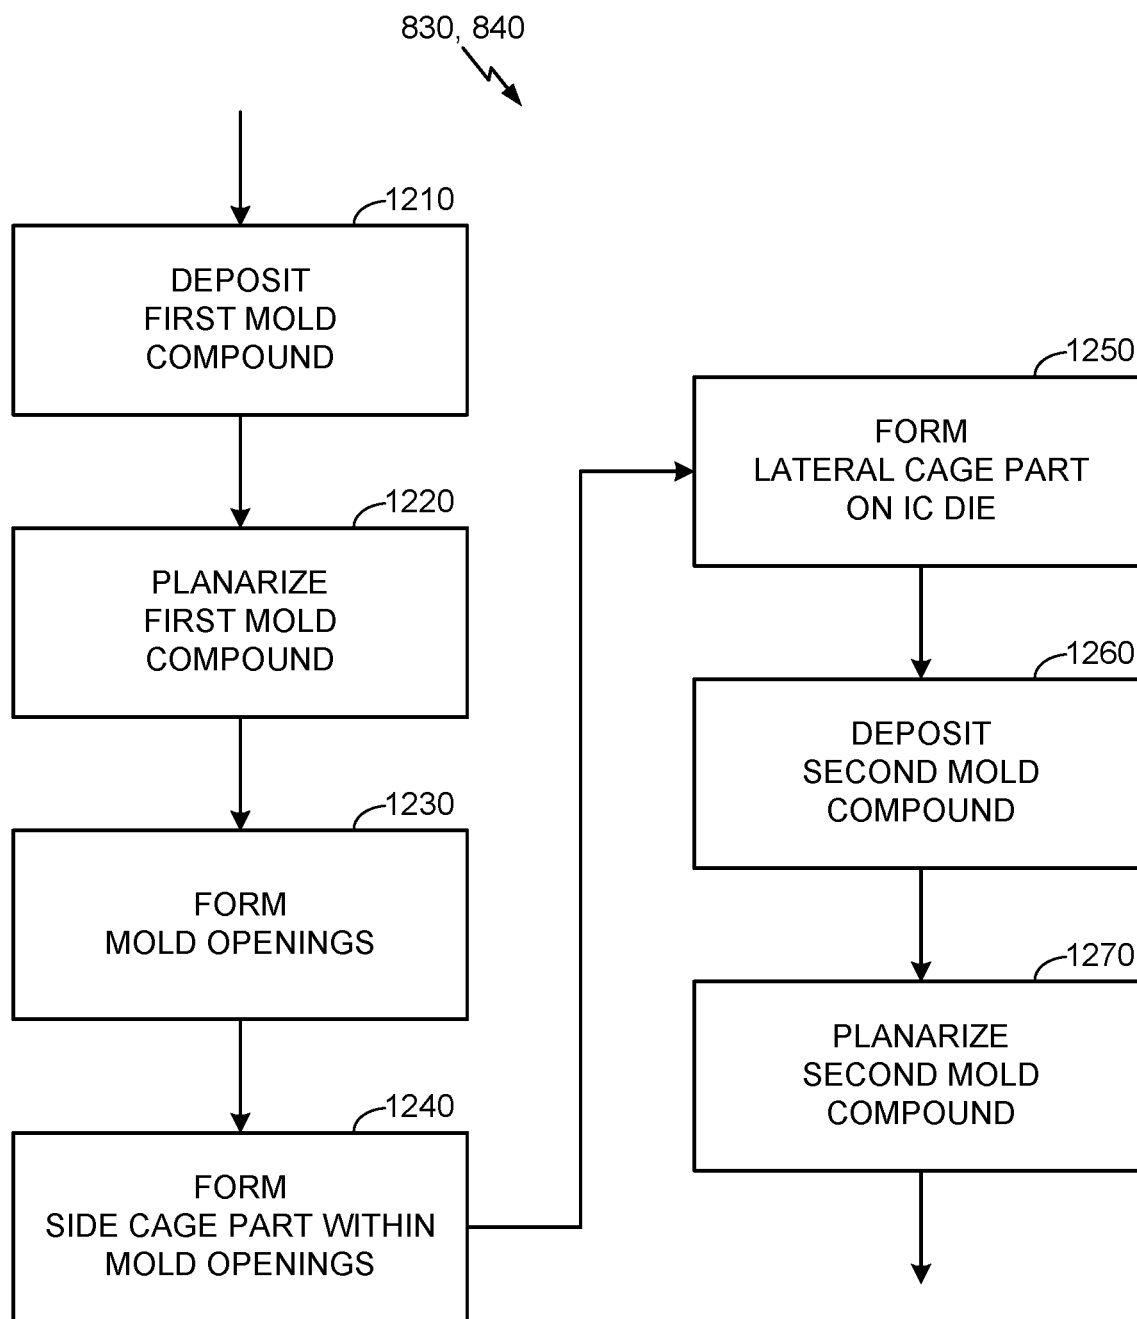 830, 840
1210
DEPOSIT
FIRST MOLD
COMPOUND
1220
PLANARIZE
FIRST MOLD
COMPOUND
1230
FORM
MOLD OPENINGS
1240
FORM
SIDE CAGE PART WITHIN
MOLD OPENINGS
1250
FORM
LATERAL CAGE PART
ON IC DIE
1260
DEPOSIT
SECOND MOLD
COMPOUND
1270
PLANARIZE
SECOND MOLD
COMPOUND